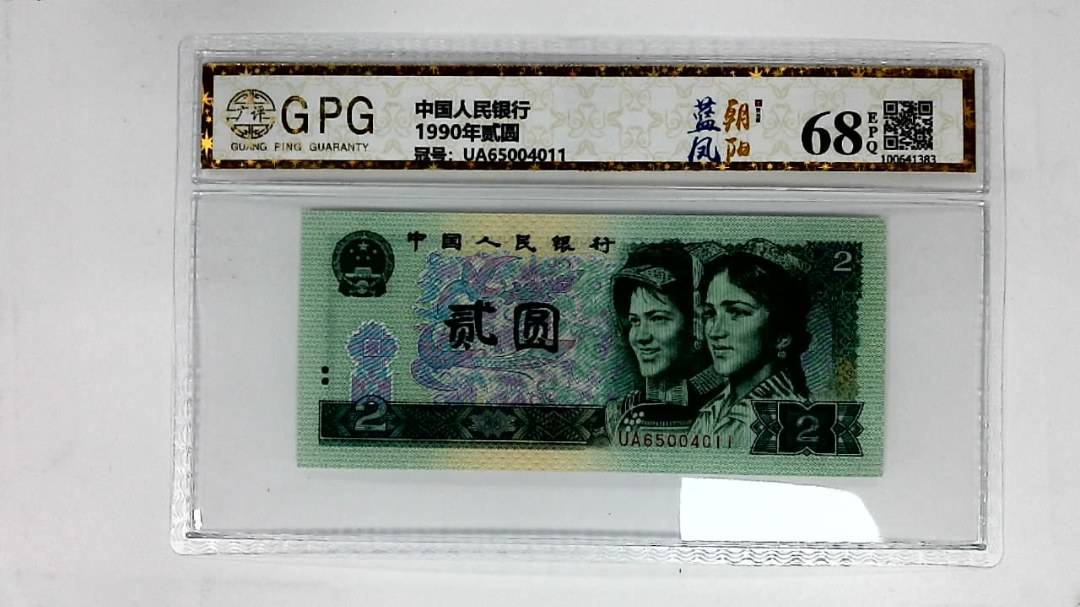 广评
GPG
GUANG PING GUARANTY
中国人民银行
1990年贰圆
冠号：UA65004011
蓝凤
朝阳
68
EPQ
100641383
中国人民银行
2
贰圆
2
UA65004011
2